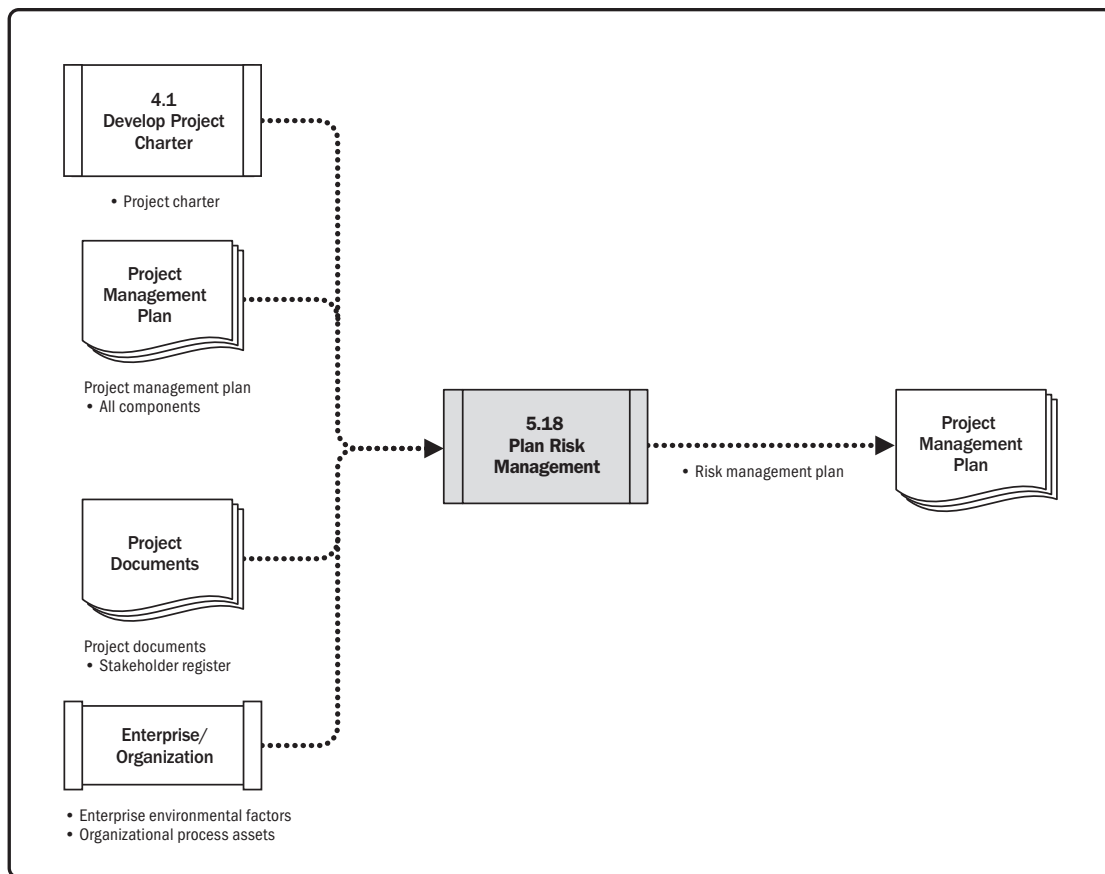 4.1
Develop Project
Charter
• Project charter
Project
Management
Plan
Project management plan
• All components
Project
Documents
Project documents
• Stakeholder register
Enterprise/
Organization
• Enterprise environmental factors
• Organizational process assets
5.18
Plan Risk
Management
• Risk management plan
Project
Management
Plan